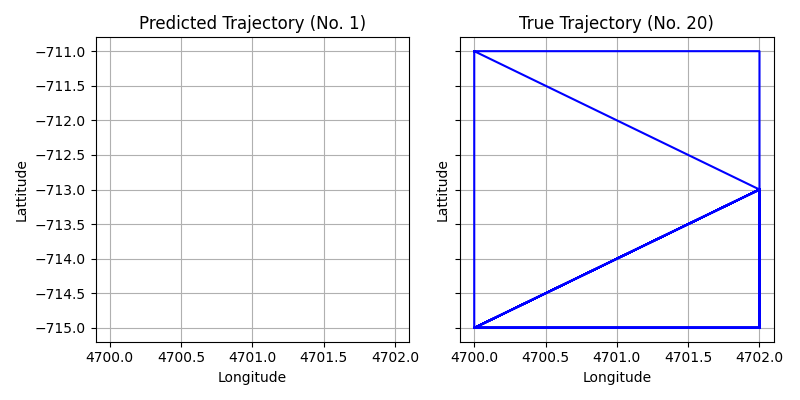 Predicted Trajectory (No. 1)
Lattitude
−711.0
−711.5
−712.0
−712.5
−713.0
−713.5
−714.0
−714.5
−715.0
4700.0 4700.5 4701.0 4701.5 4702.0
Longitude
True Trajectory (No. 20)
Lattitude
4700.0 4700.5 4701.0 4701.5 4702.0
Longitude